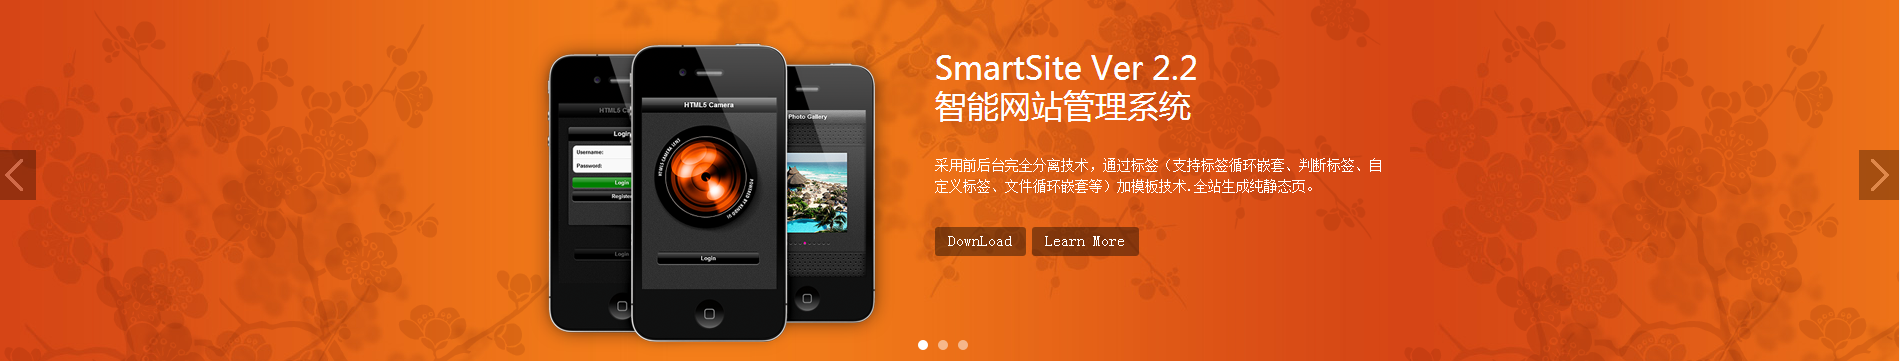 SmartSite Ver 2.2
智能网站管理系统
采用前后台完全分离技术，通过标签（支持标签循环嵌套、判断标签、自
定义标签、文件循环嵌套等）加模板技术.全站生成纯静态页。
DownLoad
Learn More
HTML5 Ca
Login
Username:
Password:
Login
Register
Login
HTML5 Camera
HTML5 CAMERA LENS
Login
Photo Gallery